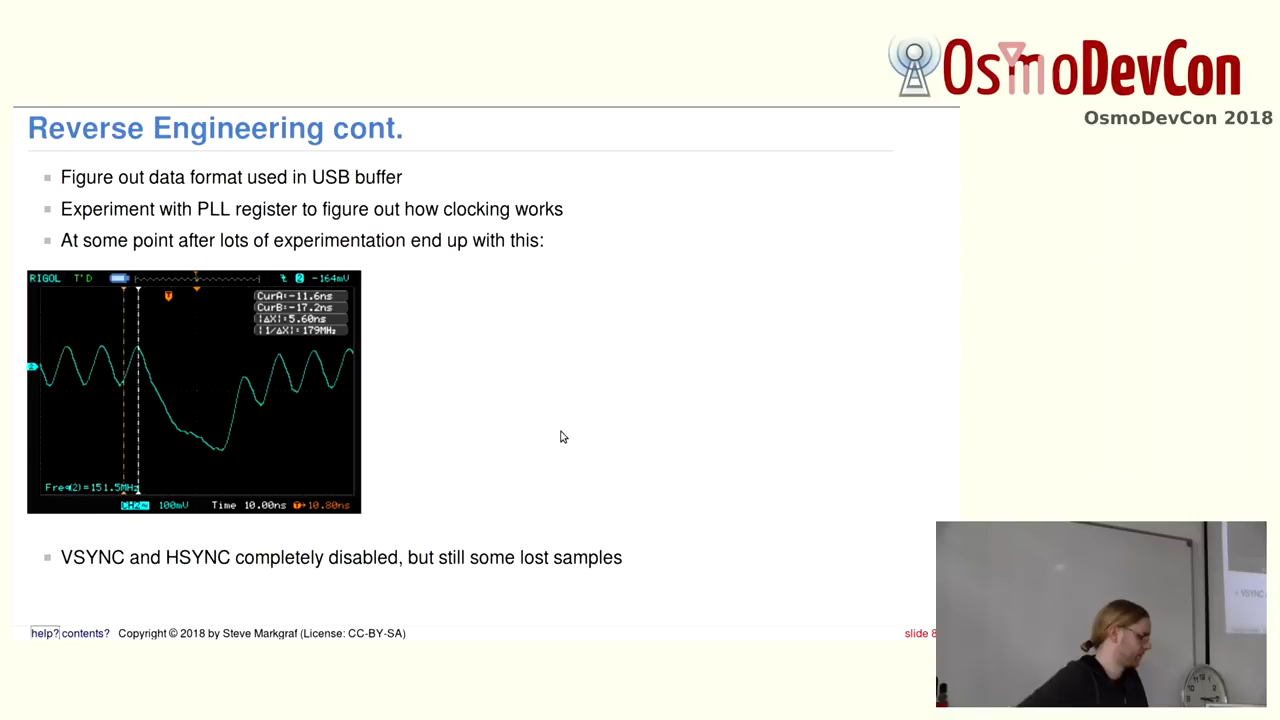 OsmoDevCon
OsmoDevCon 2018
Reverse Engineering cont.
Figure out data format used in USB buffer
Experiment with PLL register to figure out how clocking works
At some point after lots of experimentation end up with this:
RIGOL T'D 2 -164mV
CurA=-11.6ns
CurB=-17.2ns
|ΔX|=5.60ns
|1/ΔX|=179MHz
Freq(2)=151.5MHz
CH2~ 100mV Time 10.00ns T→10.80ns
VSYNC and HSYNC completely disabled, but still some lost samples
help? contents? Copyright © 2018 by Steve Markgraf (License: CC-BY-SA)
slide 8
VSYNC